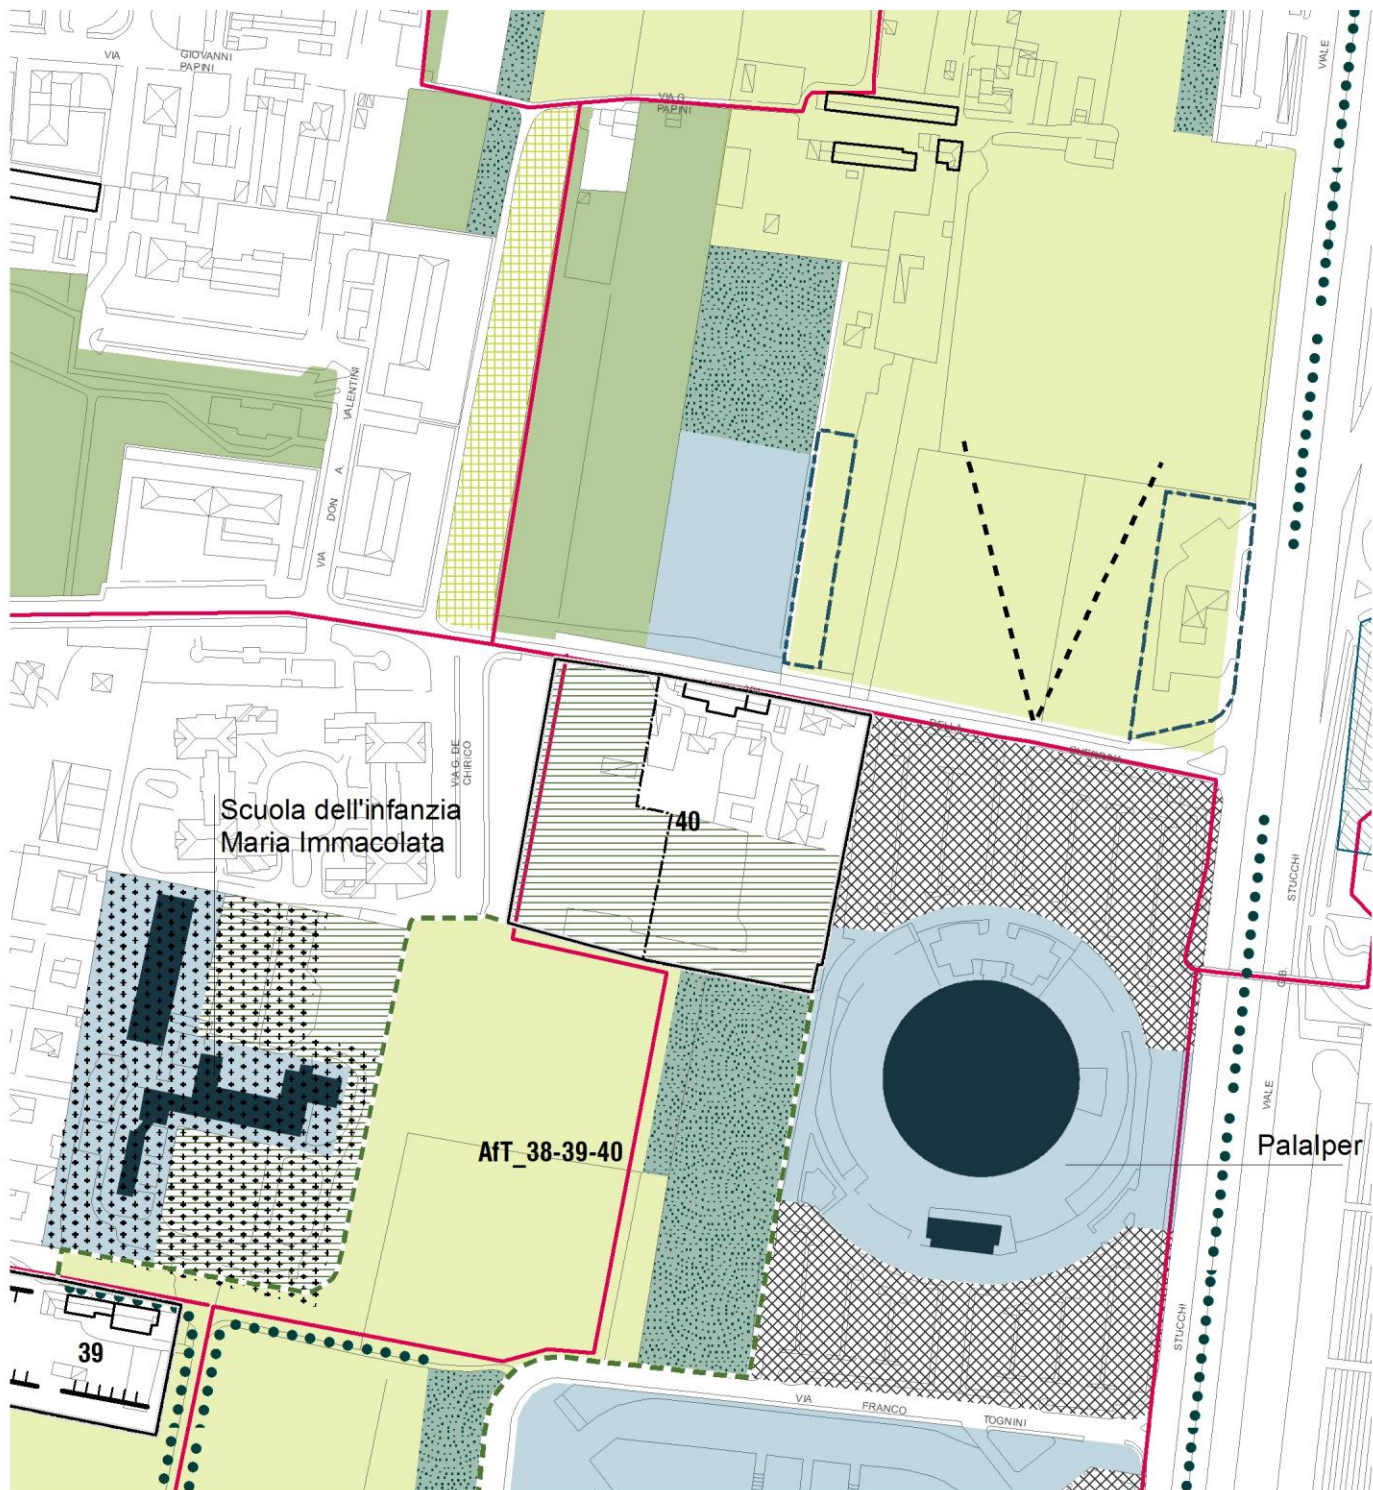 VIA
GIOVANNI
PAPINI
VIALE
VIA G.
PAPINI
VALENTINI
A
DON
VIA
DELLA
GUERRINA
VIA G. DE
CHIRICO
Scuola dell'infanzia
Maria Immacolata
40
STUCCHI
G.B.
VIALE
AfT_38-39-40
Palalper
STUCCHI
39
VIA
FRANCO
TOGNINI